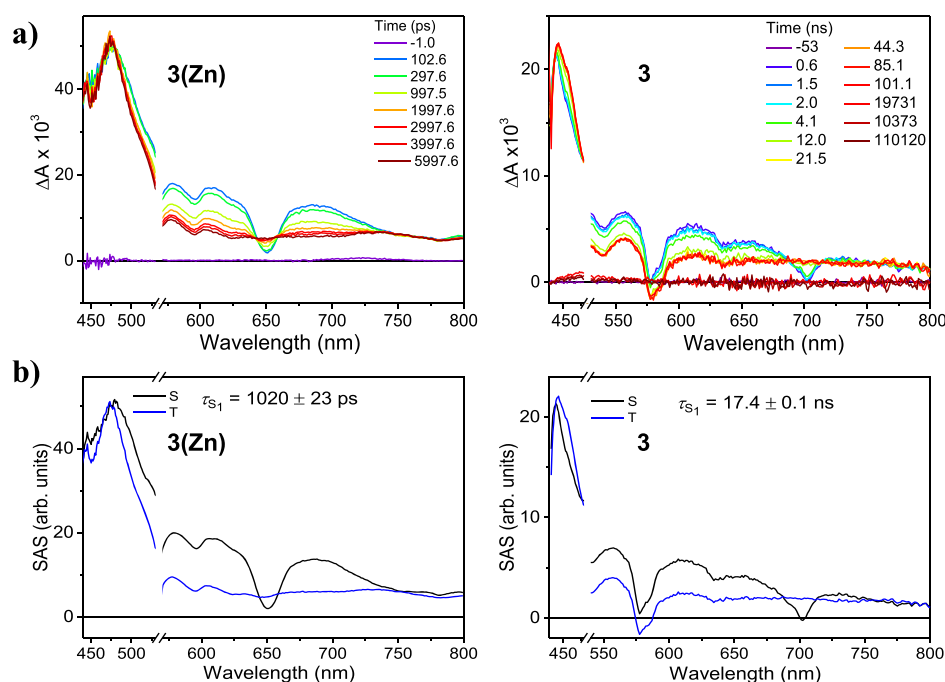 a)
3(Zn)
Time (ps)
-1.0
102.6
297.6
997.5
1997.6
2997.6
3997.6
5997.6
ΔA x 10³
40
20
0
450 500 600 650 700 750 800
Wavelength (nm)
3
Time (ns)
-53 44.3
0.6 85.1
1.5 101.1
2.0 19731
4.1 10373
12.0 110120
21.5
ΔA x10³
20
10
0
450 600 650 700 750 800
Wavelength (nm)
b)
S
T
τS₁ = 1020 ± 23 ps
3(Zn)
SAS (arb. units)
40
20
0
450 500 600 650 700 750 800
Wavelength (nm)
S
T
τS₁ = 17.4 ± 0.1 ns
3
SAS (arb. units)
20
10
0
450 550 600 650 700 750 800
Wavelength (nm)